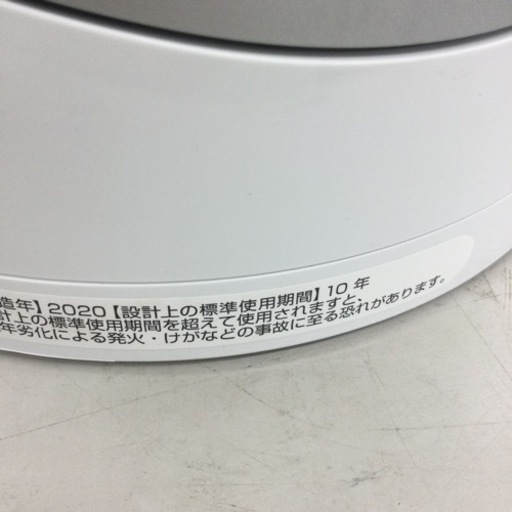 造年】2020【設計上の標準使用期間】10 年
計上の標準使用期間を超えて使用されますと、
年劣化による発火・けがなどの事故に至る恐れがあります。